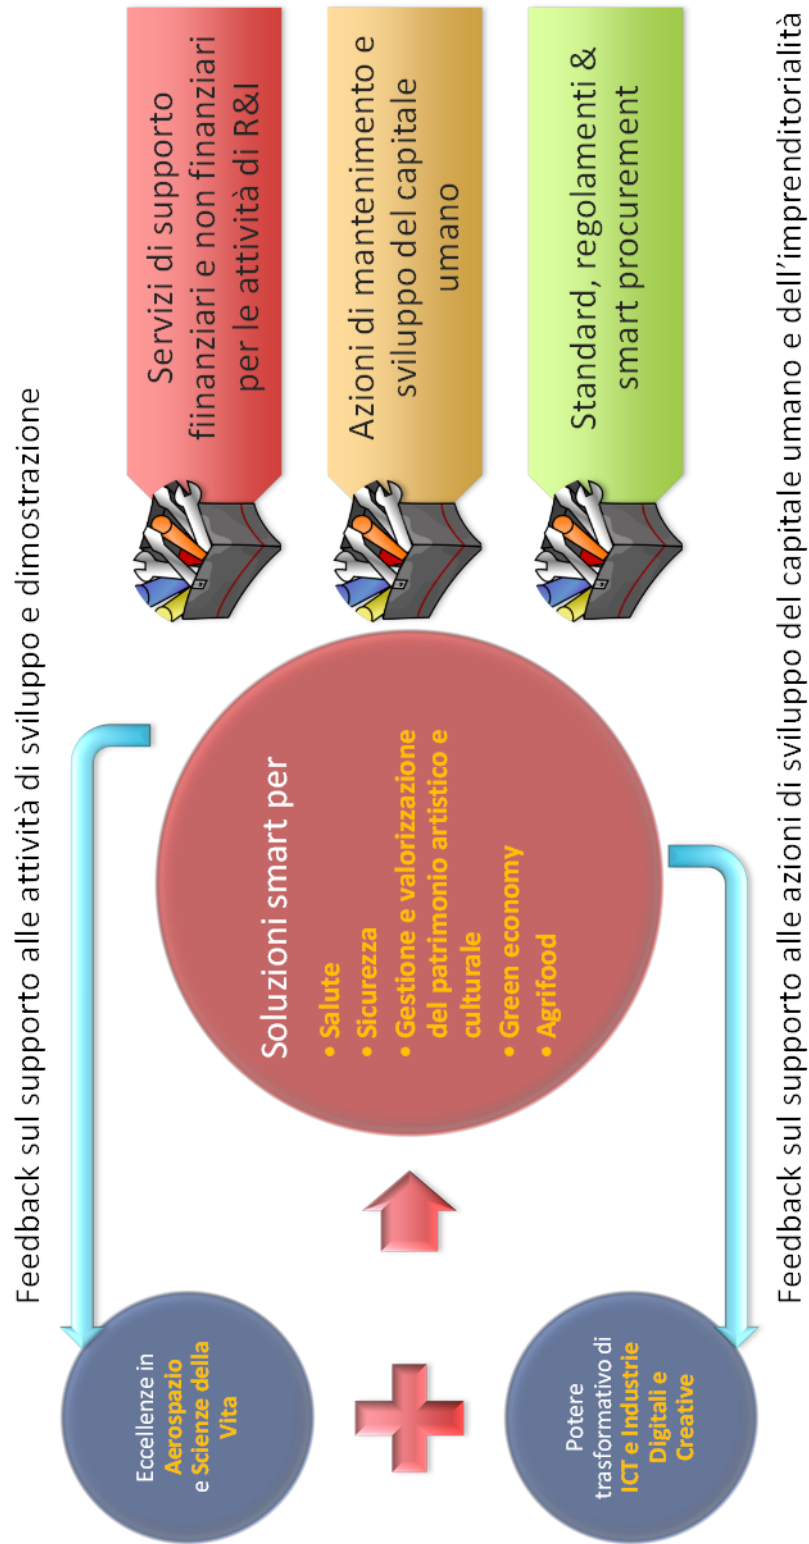 Feedback sul supporto alle attività di sviluppo e dimostrazione
Eccellenze in
Aerospazio
e Scienze della
Vita
Potere
trasformativo di
ICT e Industrie
Digitali e
Creative
Soluzioni smart per
• Salute
• Sicurezza
• Gestione e valorizzazione
del patrimonio artistico e
culturale
• Green economy
• Agrifood
Servizi di supporto
fiinanziari e non finanziari
per le attività di R&I
Azioni di mantenimento e
sviluppo del capitale
umano
Standard, regolamenti &
smart procurement
Feedback sul supporto alle azioni di sviluppo del capitale umano e dell'imprenditorialità